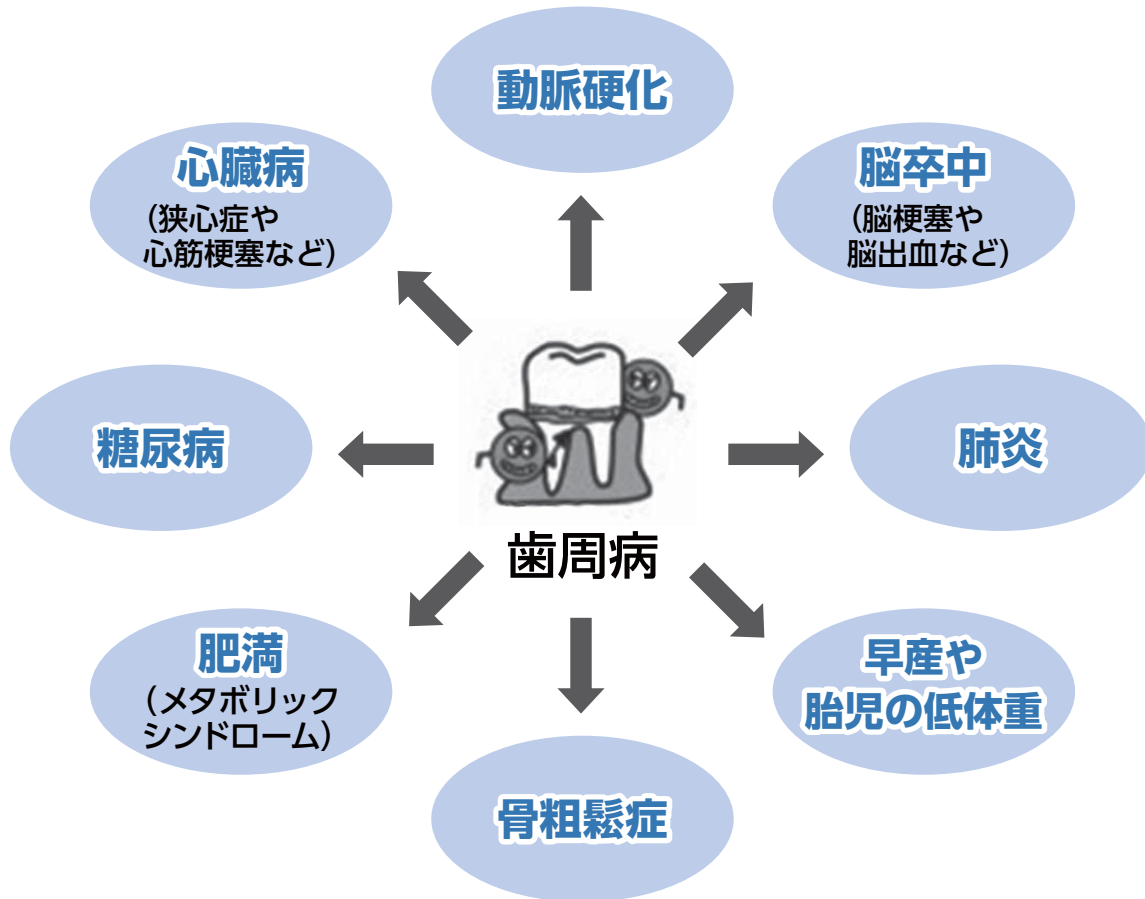 動脈硬化
心臓病
（狭心症や
心筋梗塞など）
脳卒中
（脳梗塞や
脳出血など）
糖尿病
肺炎
歯周病
肥満
（メタボリック
シンドローム）
早産や
胎児の低体重
骨粗鬆症